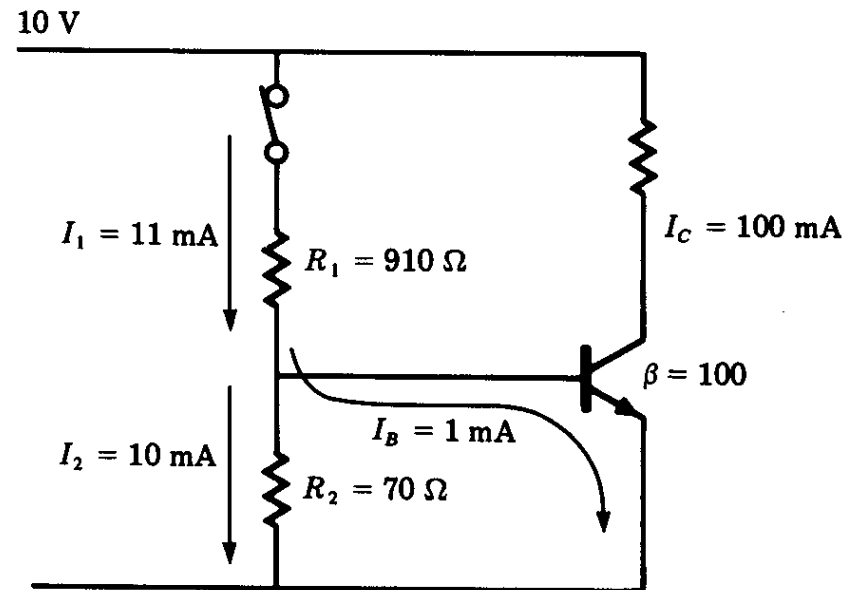 10 V
I₁ = 11 mA
R₁ = 910 Ω
I_C = 100 mA
β = 100
I_B = 1 mA
I₂ = 10 mA
R₂ = 70 Ω